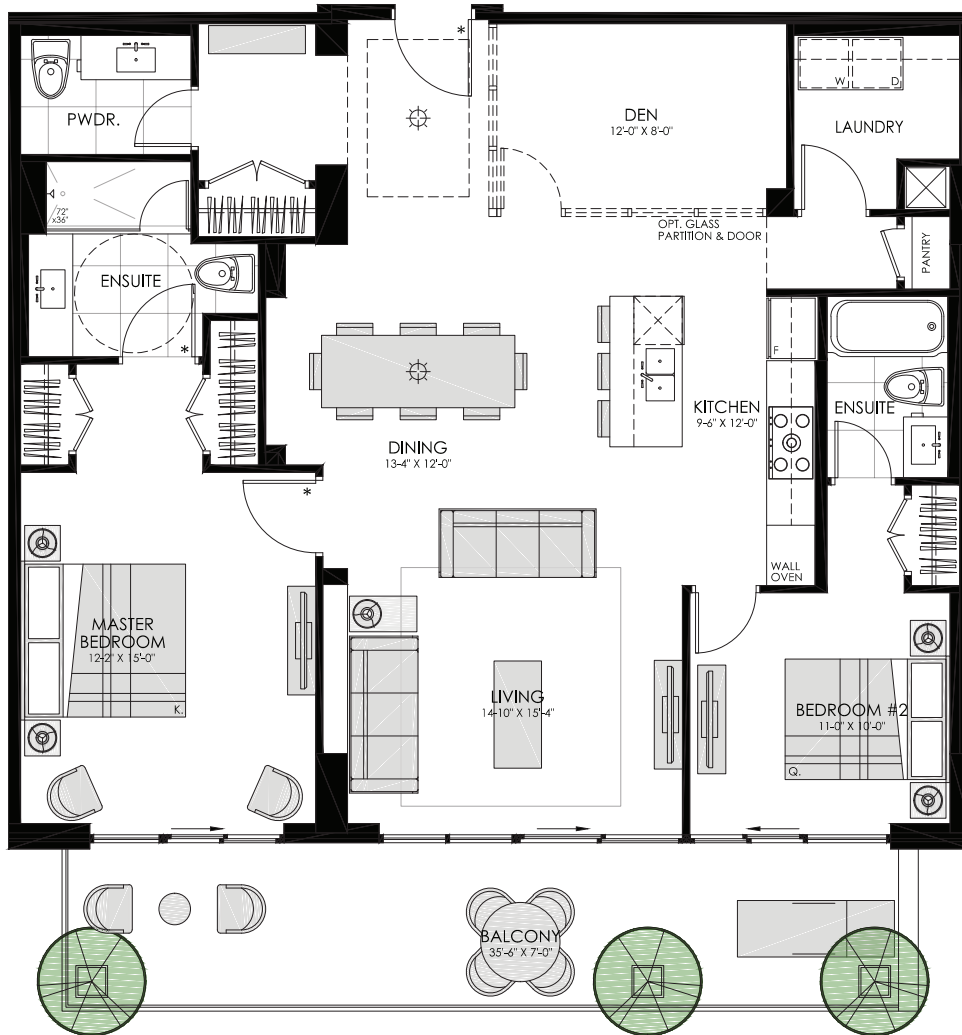 *
PWDR.
DEN
12'-0" X 8'-0"
W
D
LAUNDRY
72"
x36"
OPT. GLASS
PARTITION & DOOR
PANTRY
ENSUITE
*
F
KITCHEN
9'-6" X 12'-0"
ENSUITE
DINING
13'-4" X 12'-0"
*
WALL
OVEN
MASTER
BEDROOM
12'-2" X 15'-0"
K.
LIVING
14'-10" X 15'-4"
BEDROOM #2
11'-0" X 10'-0"
Q.
BALCONY
35'-6" X 7'-0"